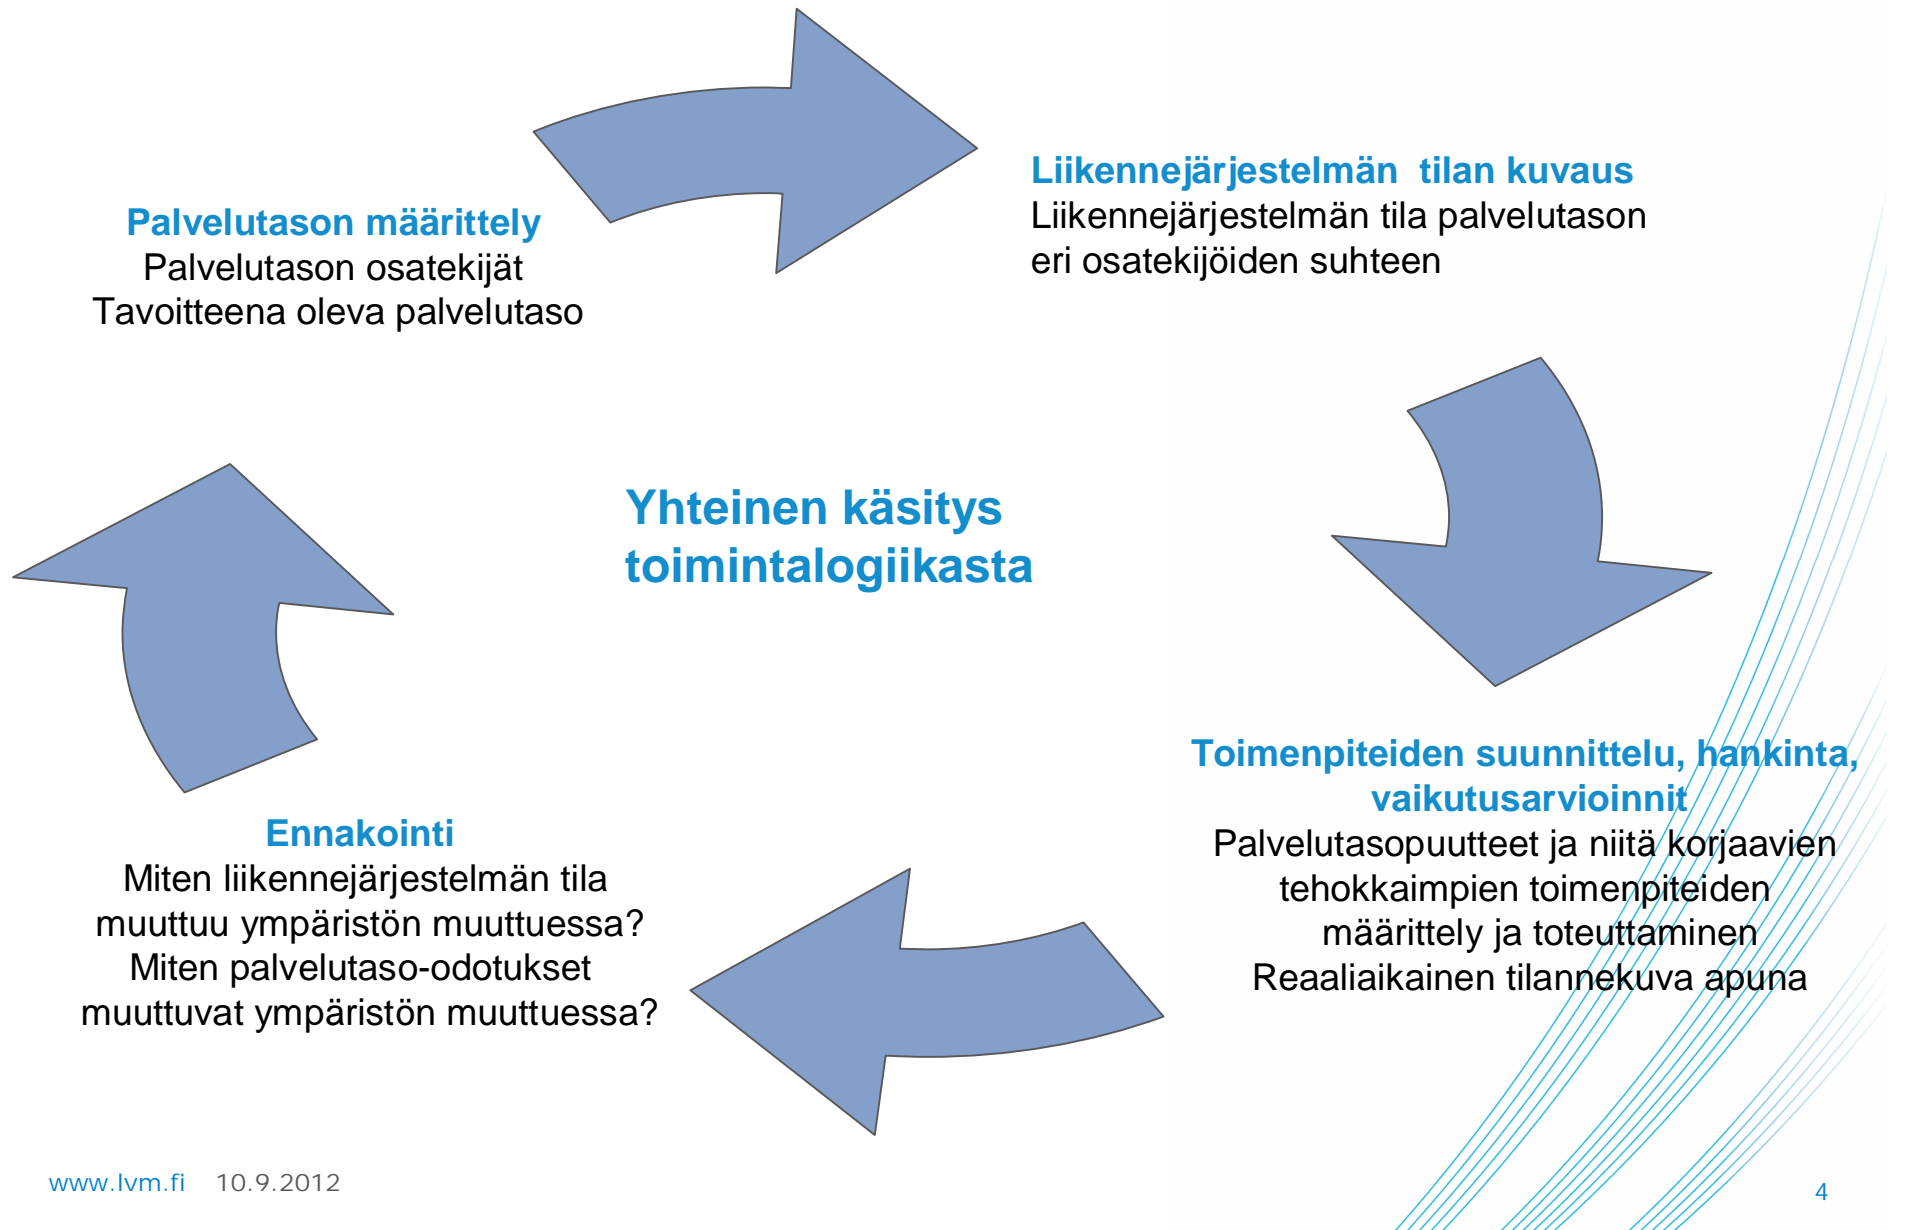 Palvelutason määrittely
Palvelutason osatekijät
Tavoitteena oleva palvelutaso
Liikennejärjestelmän tilan kuvaus
Liikennejärjestelmän tila palvelutason
eri osatekijöiden suhteen
Yhteinen käsitys
toimintalogiikasta
Toimenpiteiden suunnittelu, hankinta,
vaikutusarvioinnit
Palvelutasopuutteet ja niitä korjaavien
tehokkaimpien toimenpiteiden
määrittely ja toteuttaminen
Reaaliaikainen tilannekuva apuna
Ennakointi
Miten liikennejärjestelmän tila
muuttuu ympäristön muuttuessa?
Miten palvelutaso-odotukset
muuttuvat ympäristön muuttuessa?
www.lvm.fi 10.9.2012
4